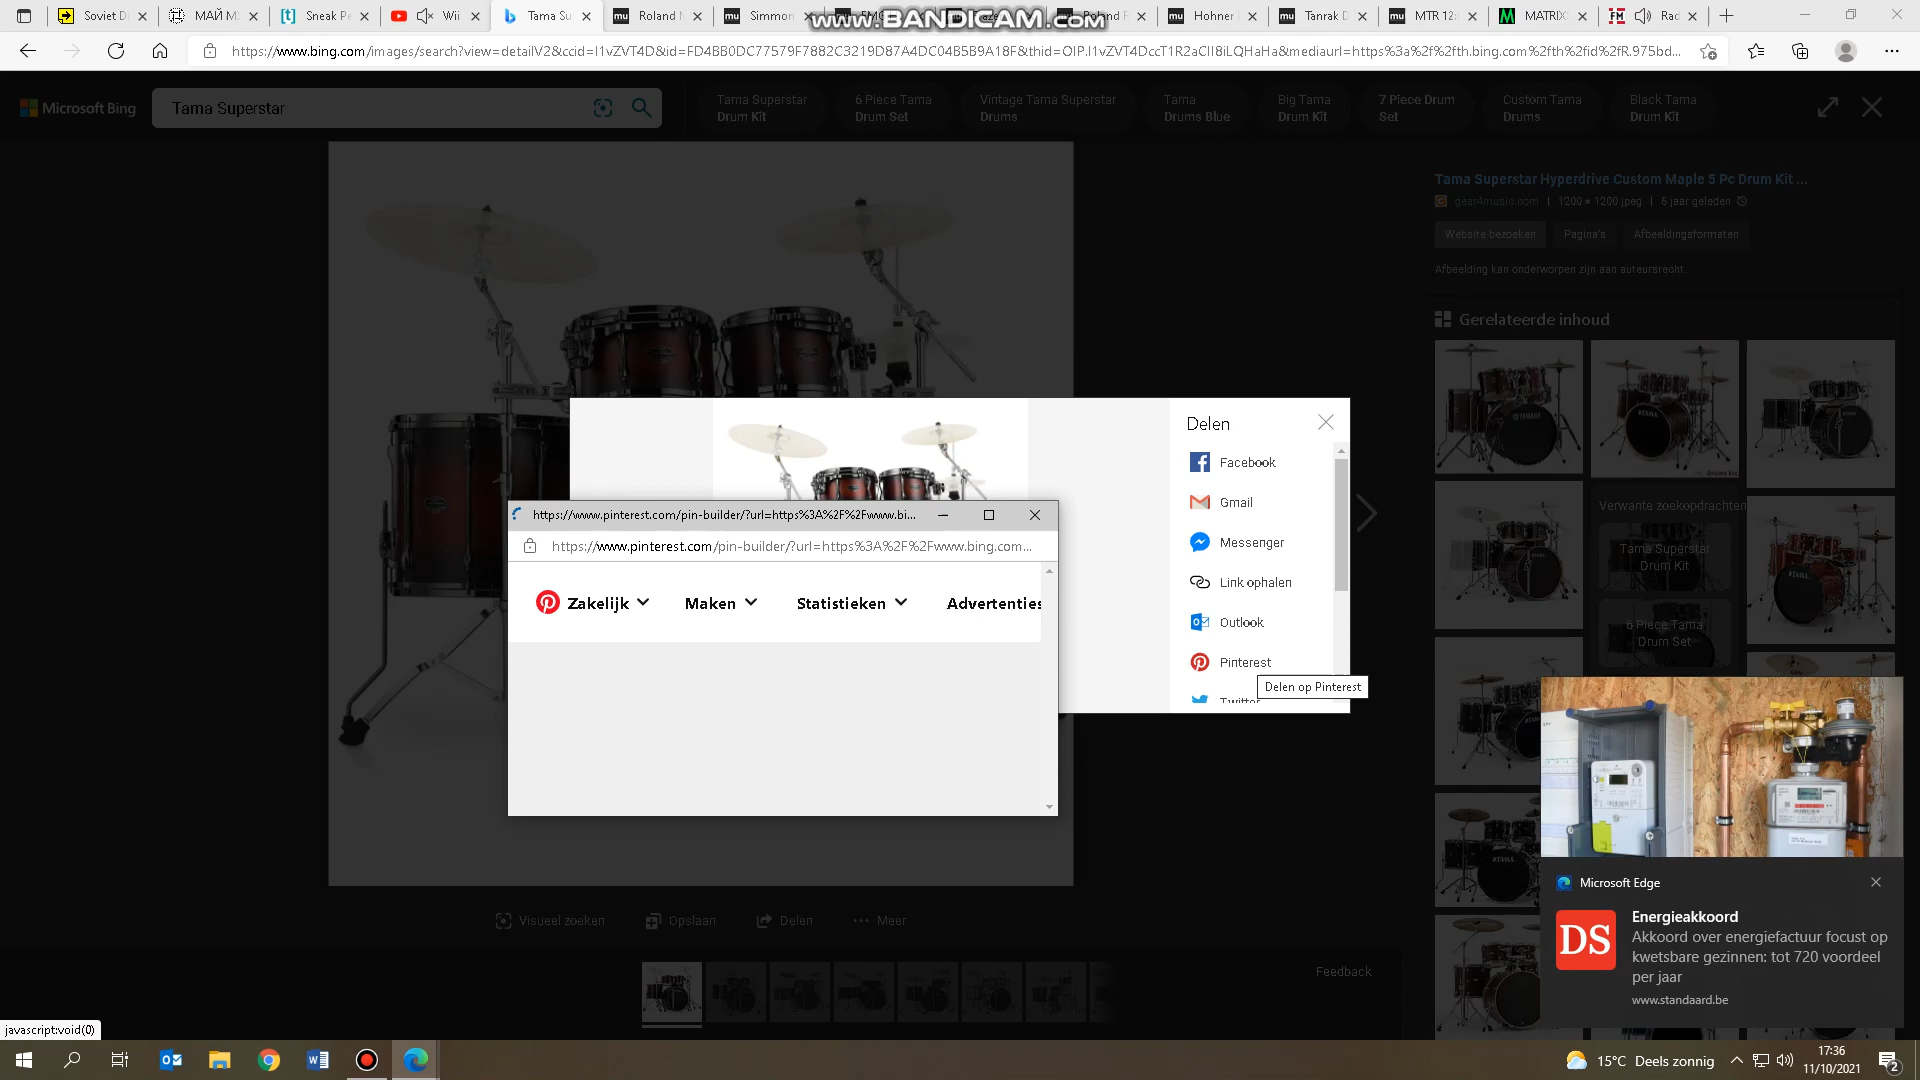 Soviet D
МАЙ М
Sneak Pe
Wii
Tama Su
Roland
Simmon
www.BANDICAM.com
Hohner
Tanrak D
MTR 12
MATRIX
Rad
https://www.bing.com/images/search?view=detailV2&ccid=I1vZVT4D&id=FD4BB0DC77579F7882C3219D87A4DC04B5B9A18F&thid=OIP.I1vZVT4DccT1R2aCII8iLQHaHa&mediaurl=https%3a%2f%2fth.bing.com%2fth%2fid%2fR.975bd...
Microsoft Bing
Tama Superstar
Tama Superstar
Drum Kit
6 Piece Tama
Drum Set
Vintage Tama Superstar
Drums
Tama
Drums Blue
Big Tama
Drum Kit
7 Piece Drum
Set
Custom Tama
Drums
Black Tama
Drum Kit
Tama Superstar Hyperdrive Custom Maple 5 Pc Drum Kit ...
gear4music.com | 1200 × 1200 jpeg | 6 jaar geleden
Website bezoeken
Pagina's
Afbeeldingsformaten
Afbeelding kan onderworpen zijn aan auteursrecht.
Gerelateerde inhoud
YAMAHA
TAMA
Verwante zoekopdrachten
Tama Superstar
Drum Kit
6 Piece Tama
Drum Set
TAMA
Delen
Facebook
Gmail
Messenger
Link ophalen
Outlook
Pinterest
Twitter
Delen op Pinterest
https://www.pinterest.com/pin-builder/?url=https%3A%2F%2Fwww.bi...
https://www.pinterest.com/pin-builder/?url=https%3A%2F%2Fwww.bing.com...
Zakelijk
Maken
Statistieken
Advertenties
Visueel zoeken
Opslaan
Delen
Meer
Feedback
Microsoft Edge
DS
Energieakkoord
Akkoord over energiefactuur focust op
kwetsbare gezinnen: tot 720 voordeel
per jaar
www.standaard.be
javascript:void(0)
15°C Deels zonnig
17:36
11/10/2021
2